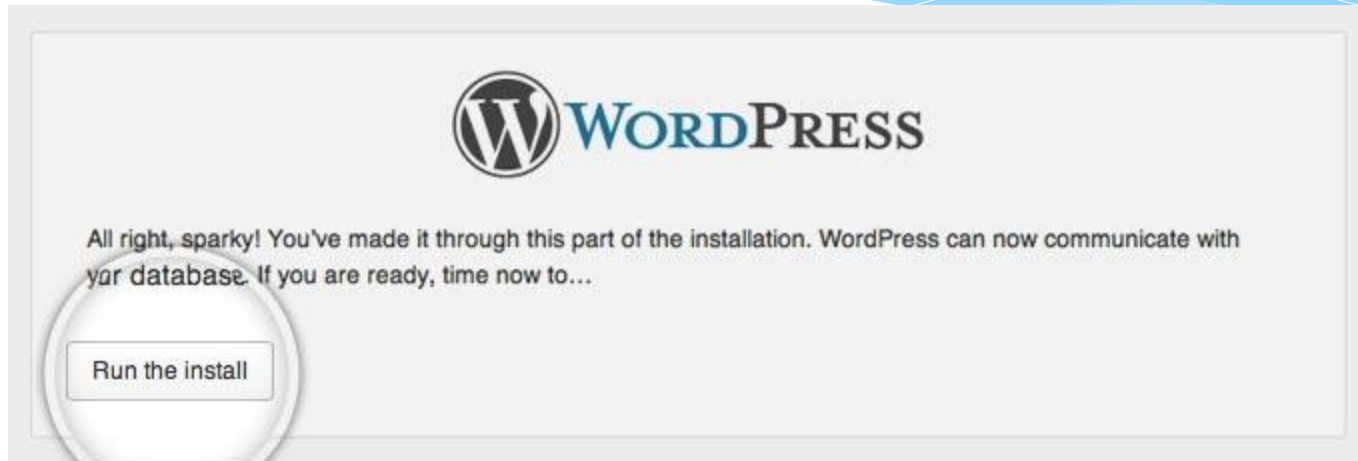 WORDPRESS
All right, sparky! You've made it through this part of the installation. WordPress can now communicate with
yor database. If you are ready, time now to...
Run the install